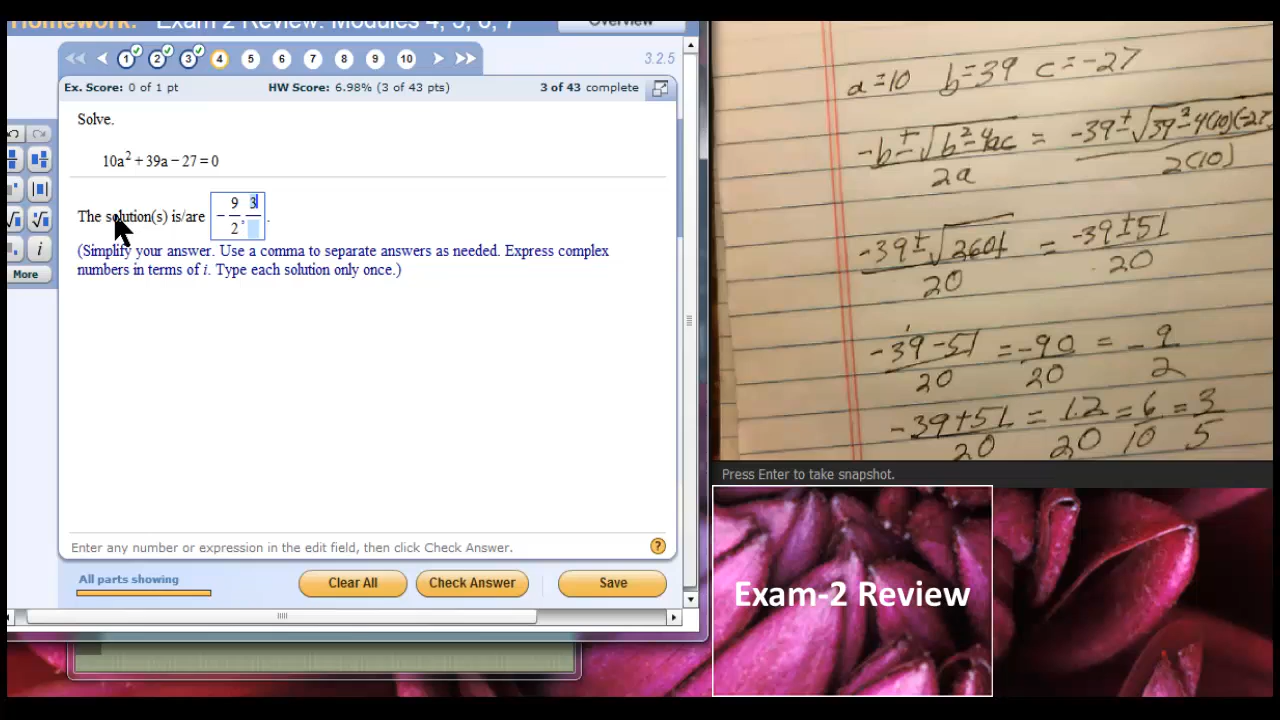 Homework: Exam 2 Review: Modules 4, 5, 6, 7
Overview
1 2 3 4 5 6 7 8 9 10
3.2.5
Ex. Score: 0 of 1 pt
HW Score: 6.98% (3 of 43 pts)
3 of 43 complete
Solve.
10a² + 39a − 27 = 0
The solution(s) is/are −9/2, 3/ .
(Simplify your answer. Use a comma to separate answers as needed. Express complex
numbers in terms of i. Type each solution only once.)
i
More
Enter any number or expression in the edit field, then click Check Answer.
?
All parts showing
Clear All
Check Answer
Save
a=10 b=39 c=-27
-b±√b²-4ac / 2a = -39±√39²-4(10)(-27 / 2(10)
-39±√2601 / 20 = -39±51 / 20
-39-51 / 20 = -90 / 20 = -9 / 2
-39+51 / 20 = 12 / 20 = 6 / 10 = 3 / 5
Press Enter to take snapshot.
Exam-2 Review